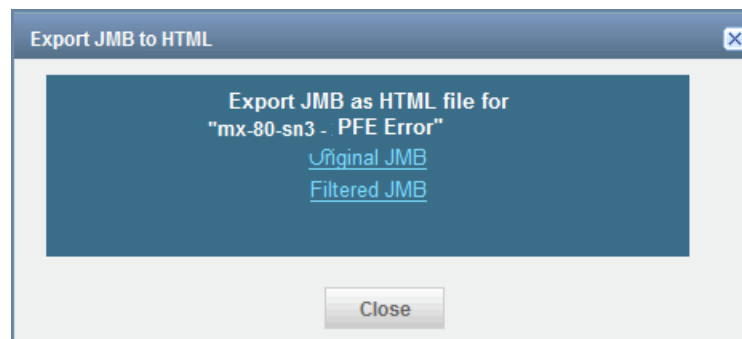 Export JMB to HTML
Export JMB as HTML file for
"mx-80-sn3 - PFE Error"
Original JMB
Filtered JMB
Close